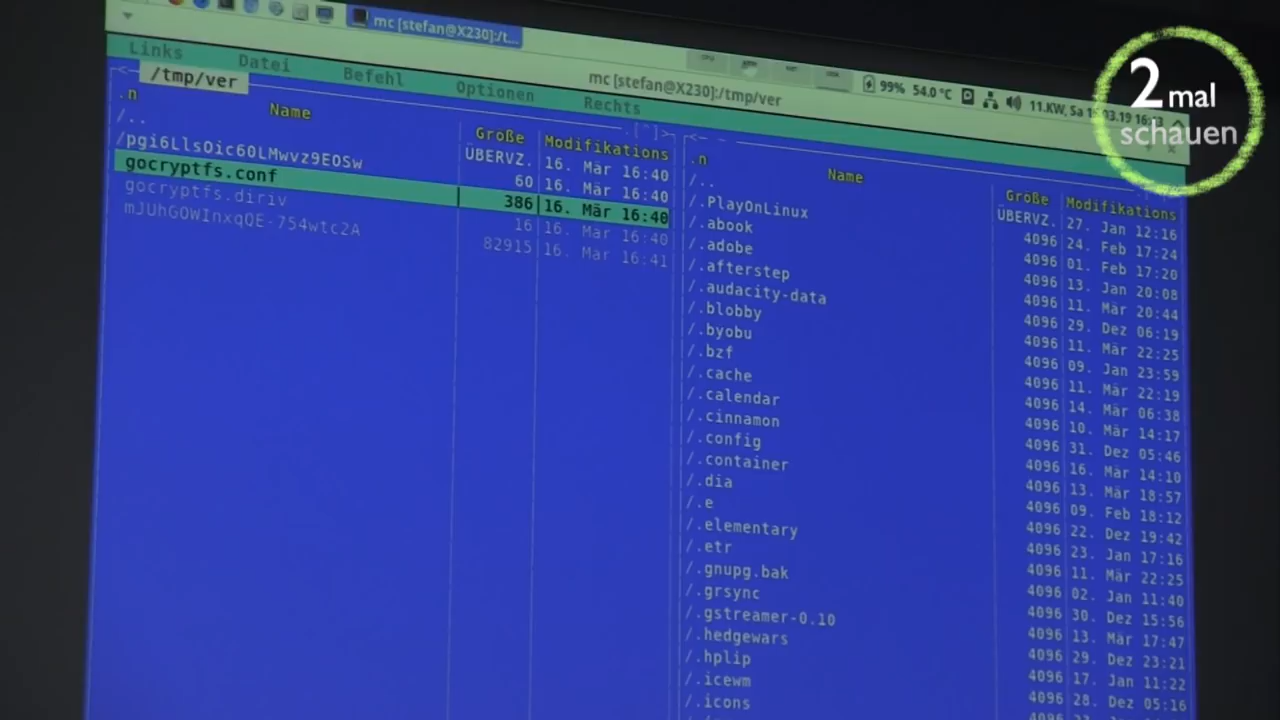 mc [stefan@X230]:/t...
mc [stefan@X230]:/tmp/ver
99% 54.0 °C
11.KW, Sa
2mal
schauen
Links Datei Befehl Optionen Rechts
/tmp/ver
.n Name Größe Modifikations
/.. ÜBERVZ. 16. Mär 16:40
/pgi6LlsOic60LMwvz9EOSw 60 16. Mär 16:40
gocryptfs.conf 386 16. Mär 16:40
gocryptfs.diriv 16 16. Mär 16:40
mJUhGOWInxqQE-754wtc2A 82915 16. Mär 16:41
.n Name Größe Modifikations
/.. ÜBERVZ. 27. Jan 12:16
/.PlayOnLinux 4096 24. Feb 17:24
/.abook 4096 01. Feb 17:20
/.adobe 4096 13. Jan 20:08
/.afterstep 4096 11. Mär 20:44
/.audacity-data 4096 29. Dez 06:19
/.blobby 4096 11. Mär 22:25
/.byobu 4096 09. Jan 23:59
/.bzf 4096 11. Mär 22:19
/.cache 4096 14. Mär 06:38
/.calendar 4096 10. Mär 14:17
/.cinnamon 4096 31. Dez 05:46
/.config 4096 16. Mär 14:10
/.container 4096 13. Mär 18:57
/.dia 4096 09. Feb 18:12
/.e 4096 22. Dez 19:42
/.elementary 4096 23. Jan 17:16
/.etr 4096 11. Mär 22:25
/.gnupg.bak 4096 02. Jan 11:40
/.grsync 4096 30. Dez 15:56
/.gstreamer-0.10 4096 13. Mär 17:47
/.hedgewars 4096 29. Dez 23:21
/.hplip 4096 17. Jan 11:22
/.icewm 4096 28. Dez 05:16
/.icons 4096